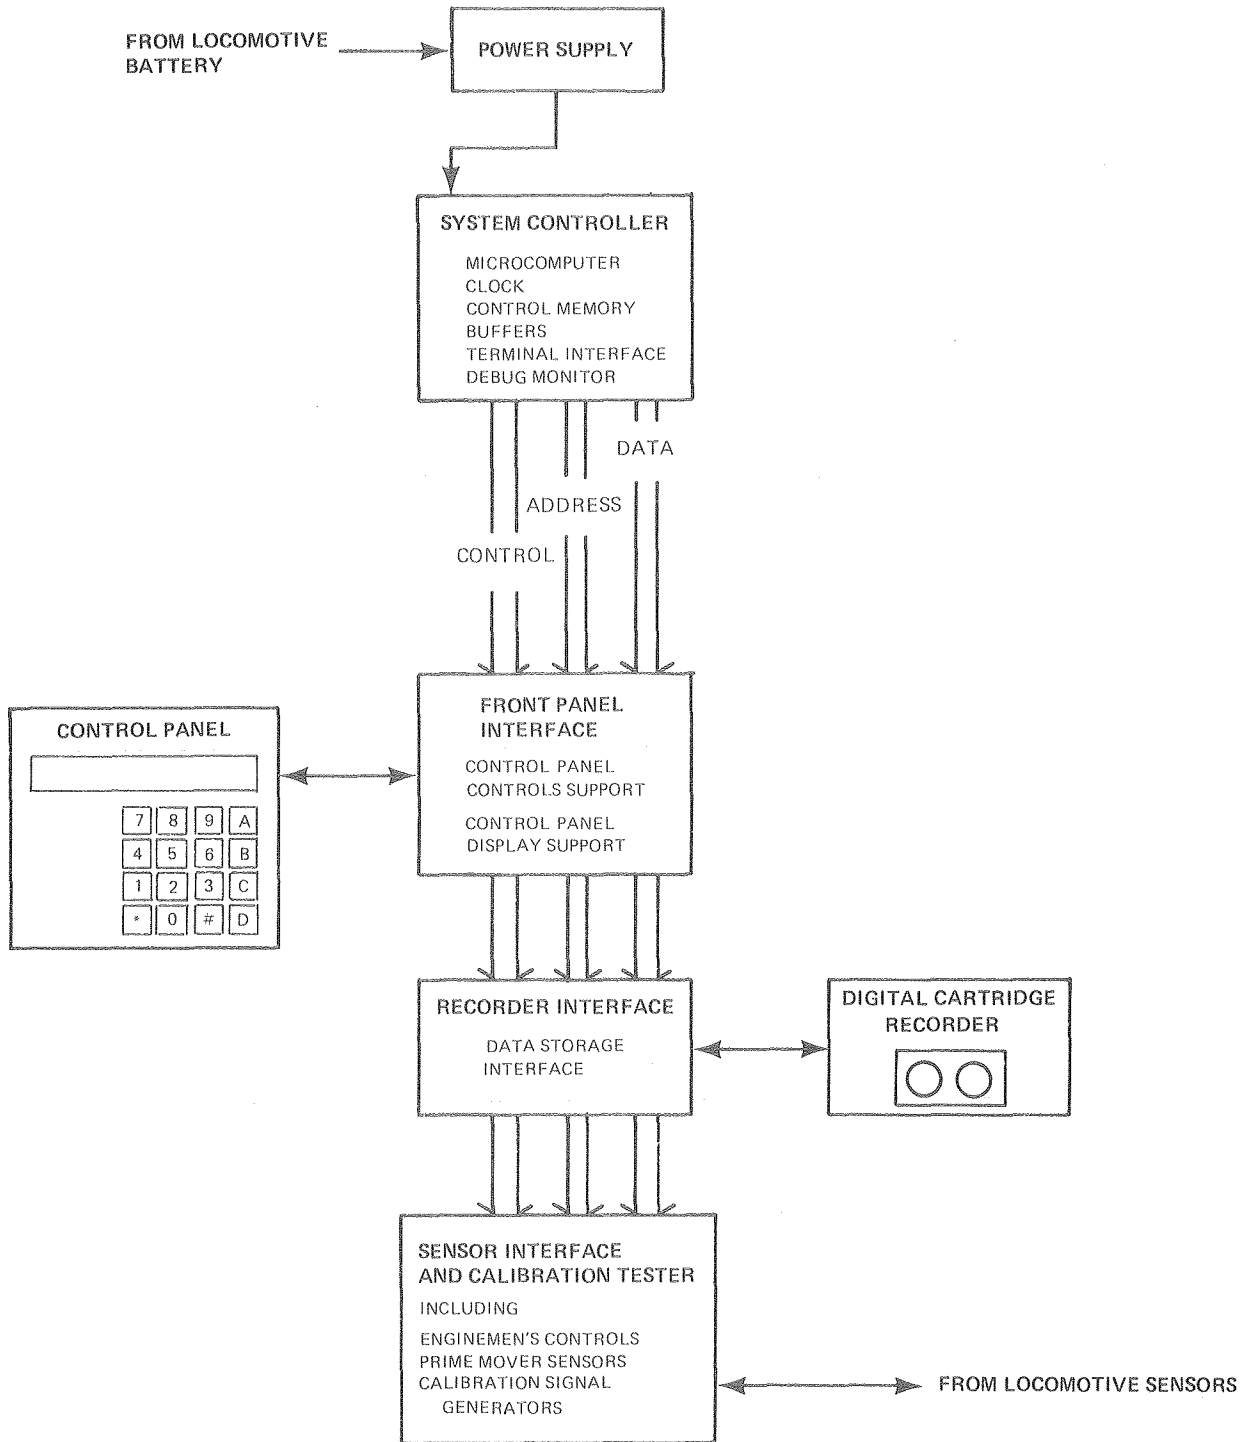 FROM LOCOMOTIVE
BATTERY
POWER SUPPLY
SYSTEM CONTROLLER
MICROCOMPUTER
CLOCK
CONTROL MEMORY
BUFFERS
TERMINAL INTERFACE
DEBUG MONITOR
DATA
ADDRESS
CONTROL
CONTROL PANEL
7 8 9 A
4 5 6 B
1 2 3 C
* 0 # D
FRONT PANEL
INTERFACE
CONTROL PANEL
CONTROLS SUPPORT
CONTROL PANEL
DISPLAY SUPPORT
RECORDER INTERFACE
DATA STORAGE
INTERFACE
DIGITAL CARTRIDGE
RECORDER
SENSOR INTERFACE
AND CALIBRATION TESTER
INCLUDING
ENGINEMEN'S CONTROLS
PRIME MOVER SENSORS
CALIBRATION SIGNAL
GENERATORS
FROM LOCOMOTIVE SENSORS